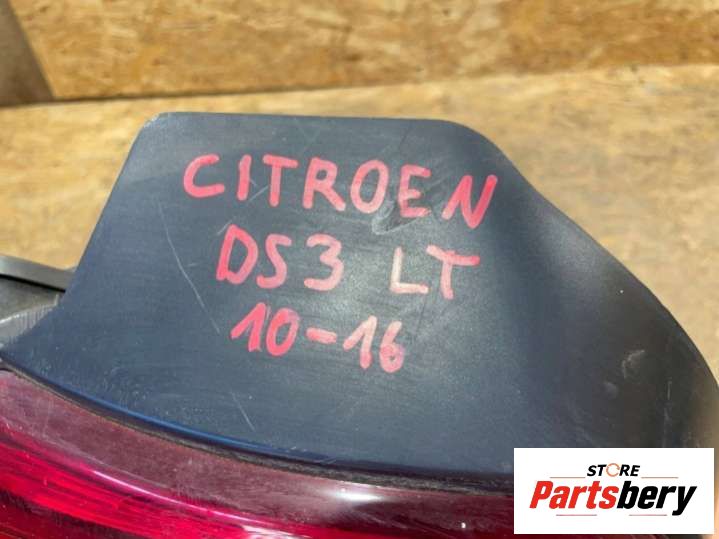 CITROEN
DS3 LT
10-16
STORE
Partsbery